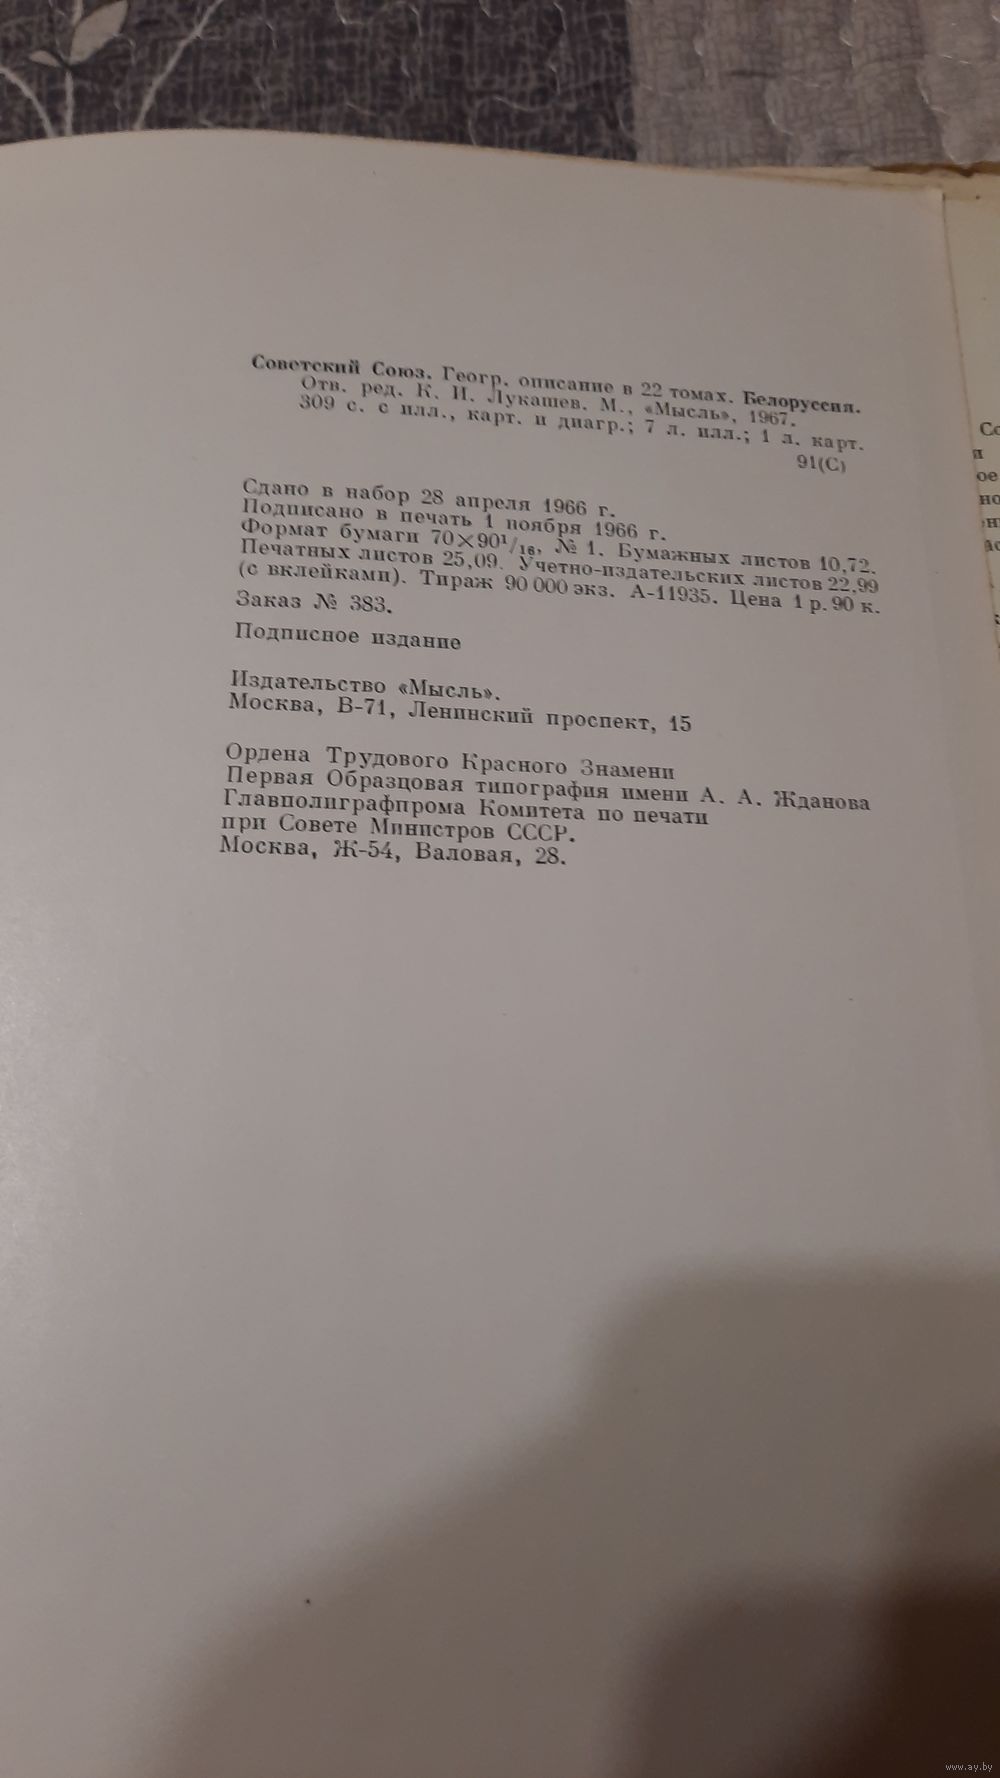 Советский Союз. Геогр. описание в 22 томах. Белоруссия.
Отв. ред. К. И. Лукашев. М., «Мысль», 1967.
309 с. с илл., карт. и диагр.; 7 л. илл.; 1 л. карт.
91(С)
Сдано в набор 28 апреля 1966 г.
Подписано в печать 1 ноября 1966 г.
Формат бумаги 70×90¹/₁₆, № 1. Бумажных листов 10,72.
Печатных листов 25,09. Учетно-издательских листов 22,99
(с вклейками). Тираж 90 000 экз. А-11935. Цена 1 р. 90 к.
Заказ № 383.
Подписное издание
Издательство «Мысль».
Москва, В-71, Ленинский проспект, 15
Ордена Трудового Красного Знамени
Первая Образцовая типография имени А. А. Жданова
Главполиграфпрома Комитета по печати
при Совете Министров СССР.
Москва, Ж-54, Валовая, 28.
www.ay.by